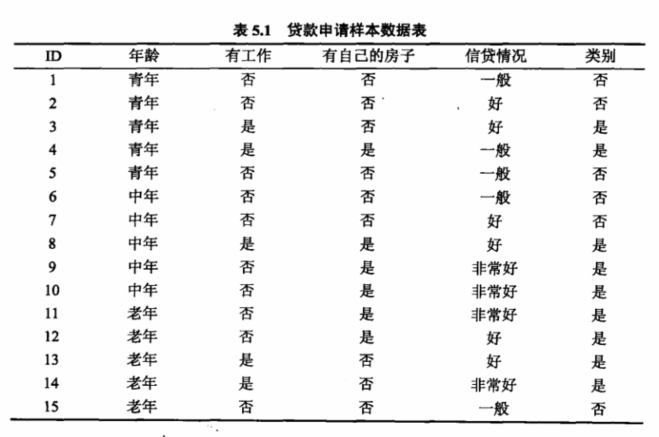 表 5.1 贷款申请样本数据表
ID 年龄 有工作 有自己的房子 信贷情况 类别
1 青年 否 否 一般 否
2 青年 否 否 好 否
3 青年 是 否 好 是
4 青年 是 是 一般 是
5 青年 否 否 一般 否
6 中年 否 否 一般 否
7 中年 否 否 好 否
8 中年 是 是 好 是
9 中年 否 是 非常好 是
10 中年 否 是 非常好 是
11 老年 否 是 非常好 是
12 老年 否 是 好 是
13 老年 是 否 好 是
14 老年 是 否 非常好 是
15 老年 否 否 一般 否